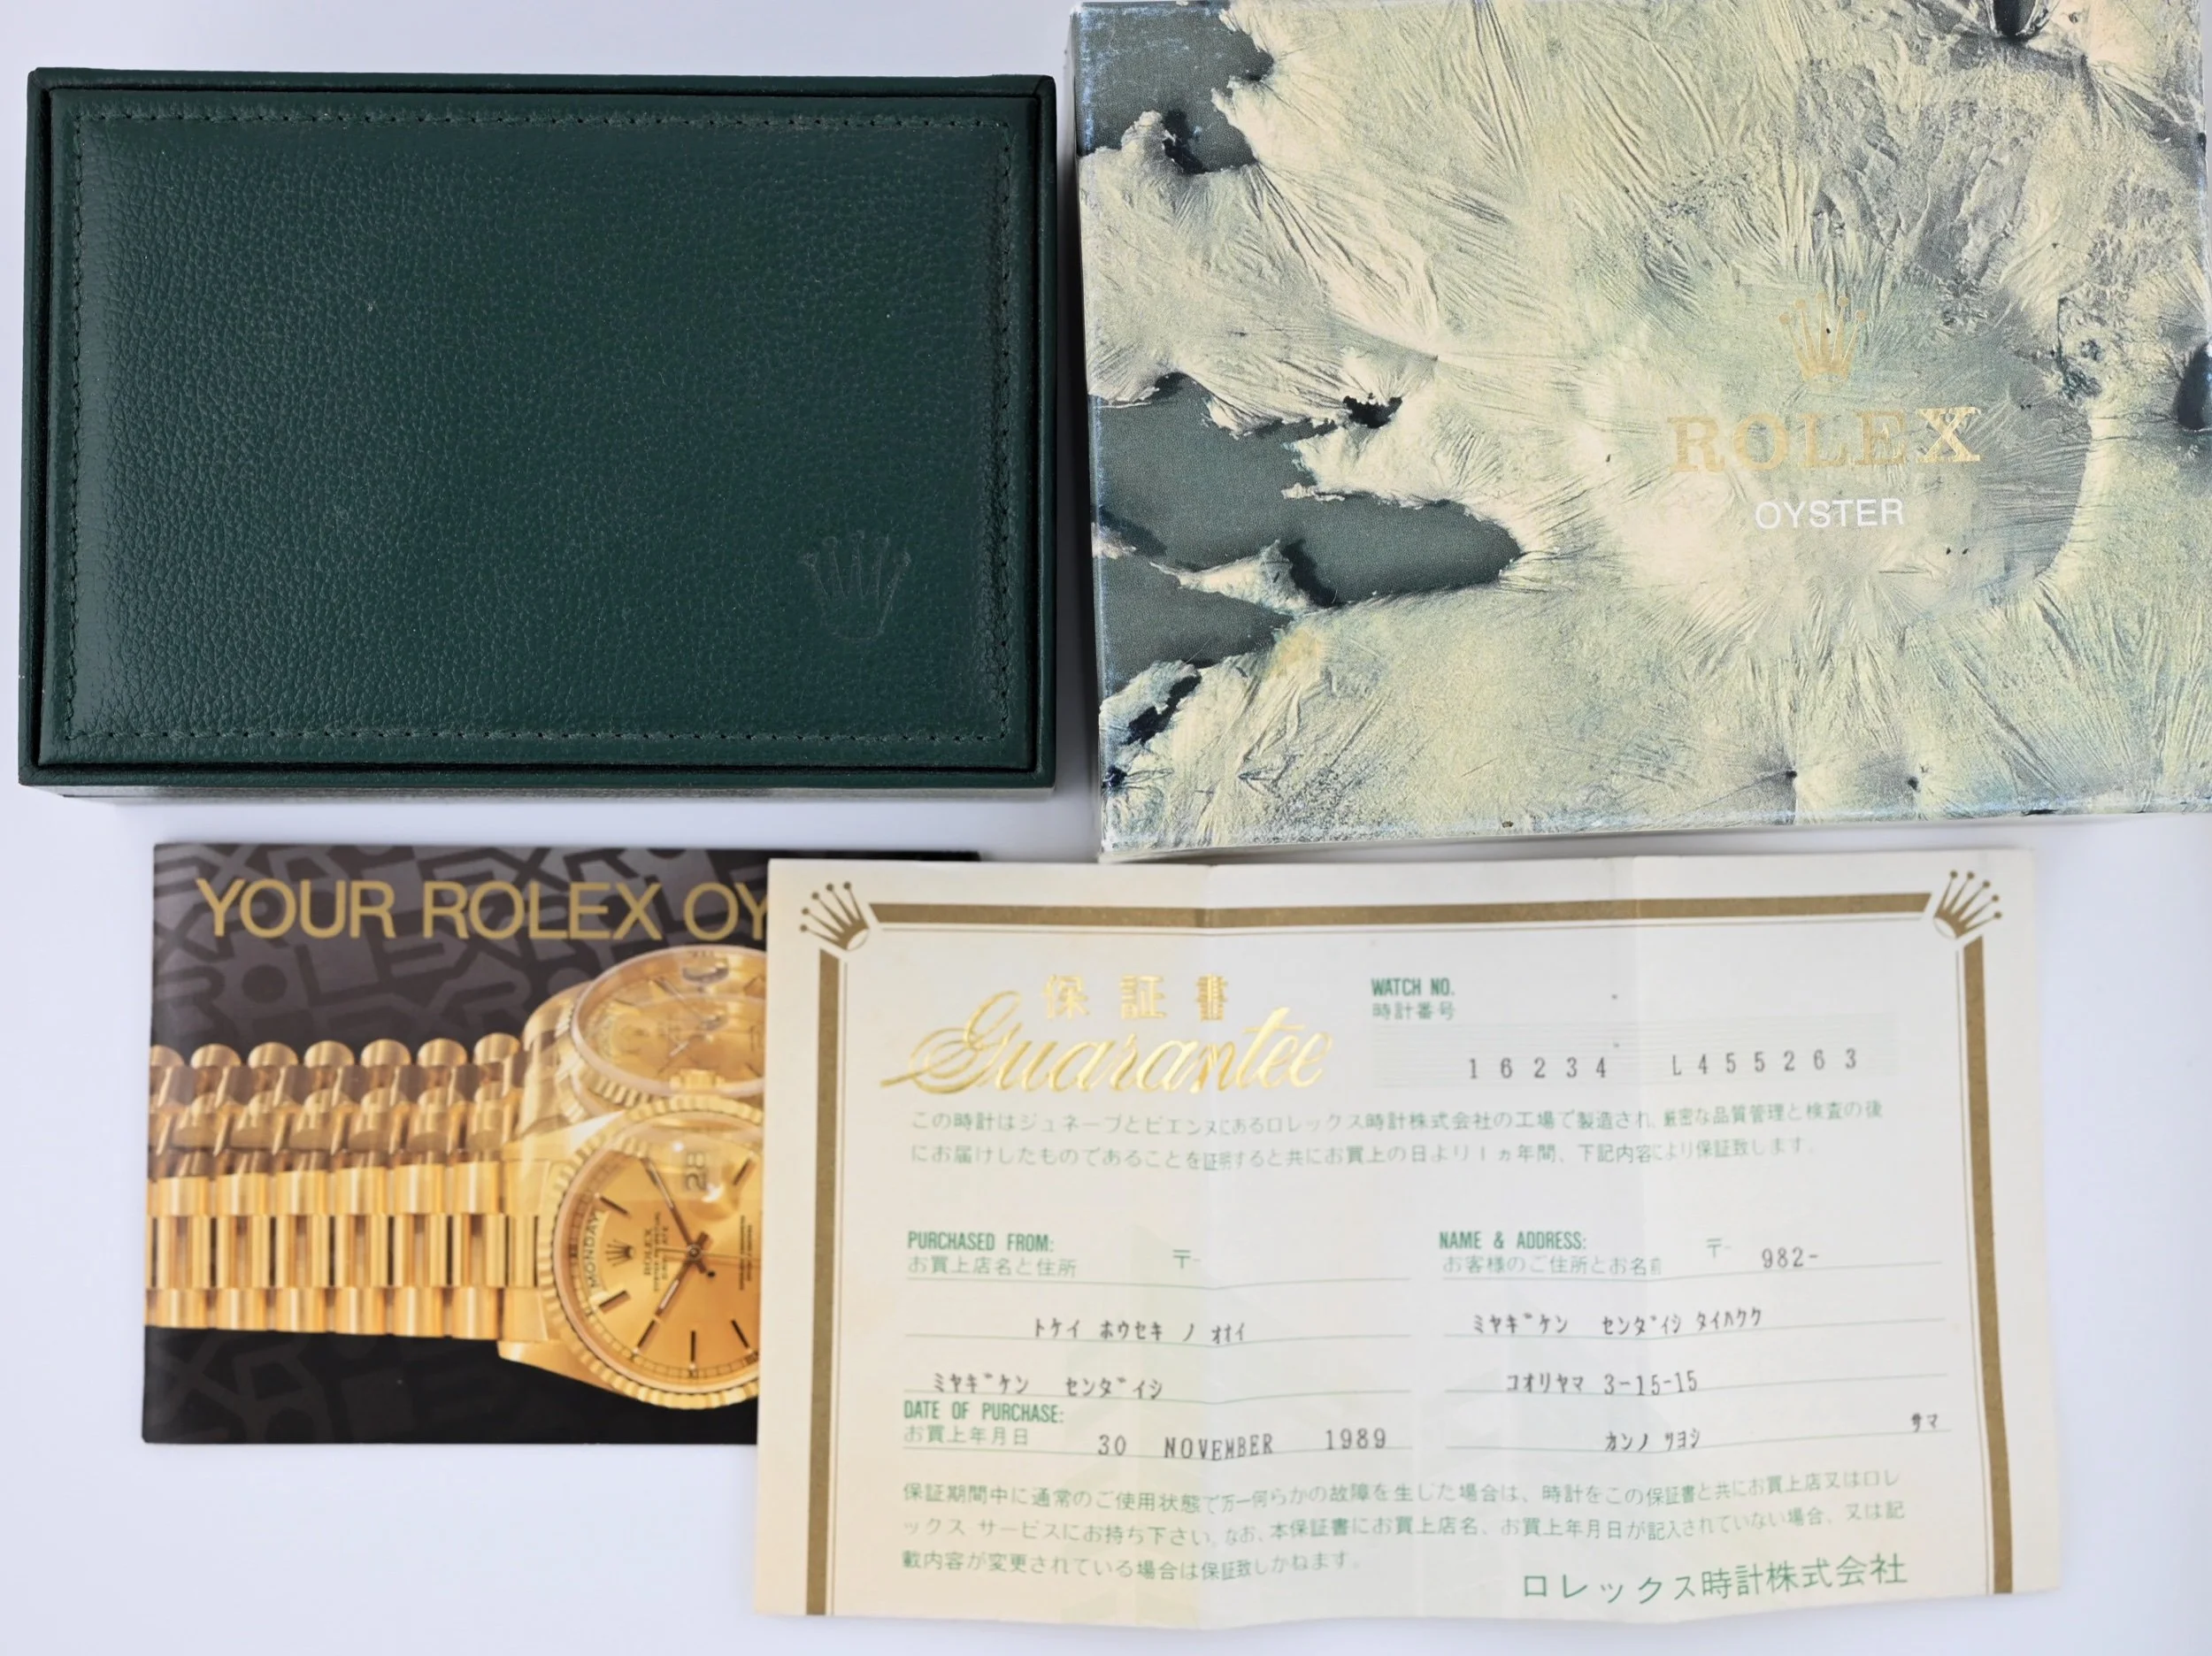 ROLEX
OYSTER
YOUR ROLEX OY
保証書
Guarantee
WATCH NO.
時計番号
16234 L455263
この時計はジュネーブとビエンヌにあるロレックス時計株式会社の工場で製造され、厳密な品質管理と検査の後
にお届けしたものであることを証明すると共にお買上の日より1ヵ年間、下記内容により保証致します。
PURCHASED FROM:
お買上店名と住所 〒-
トケイ ホウセキ ノ オオイ
ミヤギケン センダイシ
DATE OF PURCHASE:
お買上年月日 30 NOVEMBER 1989
NAME & ADDRESS:
お客様のご住所とお名前 〒- 982-
ミヤギケン センダイシ タイハクク
コオリヤマ 3-15-15
カンノ ツヨシ サマ
保証期間中に通常のご使用状態で万一何らかの故障を生じた場合は、時計をこの保証書と共にお買上店又はロレ
ックス サービスにお持ち下さい。なお、本保証書にお買上店名、お買上年月日が記入されていない場合、又は記
載内容が変更されている場合は保証致しかねます。
ロレックス時計株式会社
MONDAY
28
ROLEX